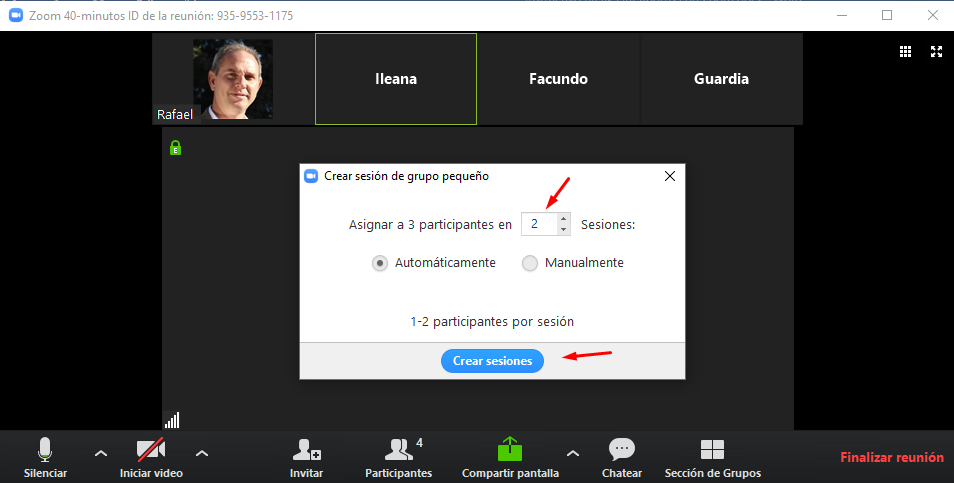 Zoom 40-minutos ID de la reunión: 935-9553-1175
Rafael
Ileana
Facundo
Guardia
E
Crear sesión de grupo pequeño
Asignar a 3 participantes en 2 Sesiones:
Automáticamente Manualmente
1-2 participantes por sesión
Crear sesiones
4
Silenciar Iniciar video Invitar Participantes Compartir pantalla Chatear Sección de Grupos Finalizar reunión